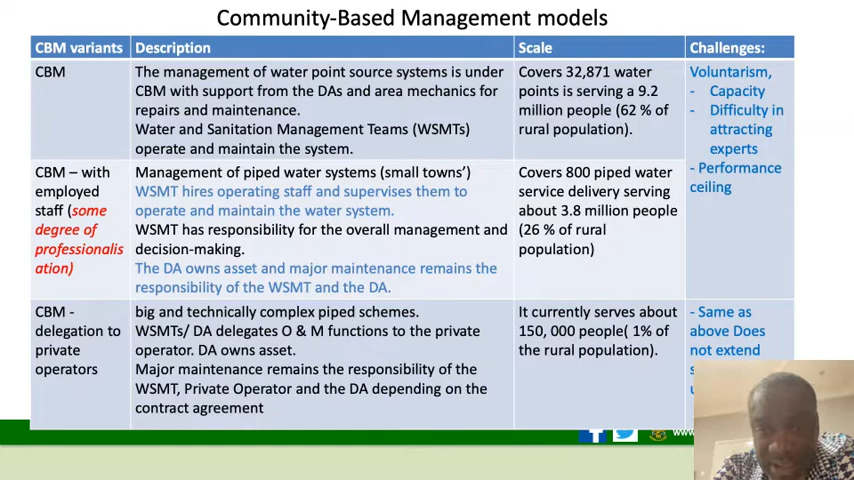 Community-Based Management models
CBM variants
Description
Scale
Challenges:
CBM
The management of water point source systems is under
CBM with support from the DAs and area mechanics for
repairs and maintenance.
Water and Sanitation Management Teams (WSMTs)
operate and maintain the system.
Covers 32,871 water
points is serving a 9.2
million people (62 % of
rural population).
Voluntarism,
- Capacity
- Difficulty in
attracting
experts
- Performance
ceiling
CBM – with
employed
staff (some
degree of
professionalis
ation)
Management of piped water systems (small towns’)
WSMT hires operating staff and supervises them to
operate and maintain the water system.
WSMT has responsibility for the overall management and
decision-making.
The DA owns asset and major maintenance remains the
responsibility of the WSMT and the DA.
Covers 800 piped water
service delivery serving
about 3.8 million people
(26 % of rural
population)
CBM -
delegation to
private
operators
big and technically complex piped schemes.
WSMTs/ DA delegates O & M functions to the private
operator. DA owns asset.
Major maintenance remains the responsibility of the
WSMT, Private Operator and the DA depending on the
contract agreement
It currently serves about
150, 000 people( 1% of
the rural population).
- Same as
above Does
not extend
www